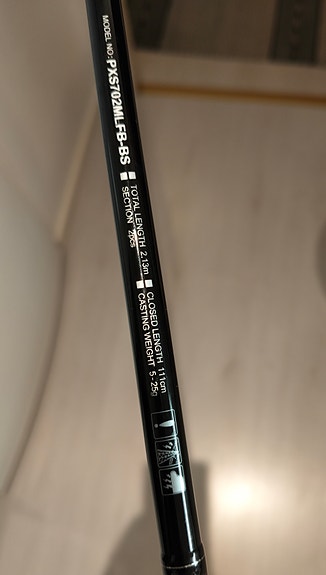 MODEL NO: PXS702MLFB-BS
TOTAL LENGTH 2.13m
SECTION 2pcs
CLOSED LENGTH 111cm
CASTING WEIGHT 5 - 25g